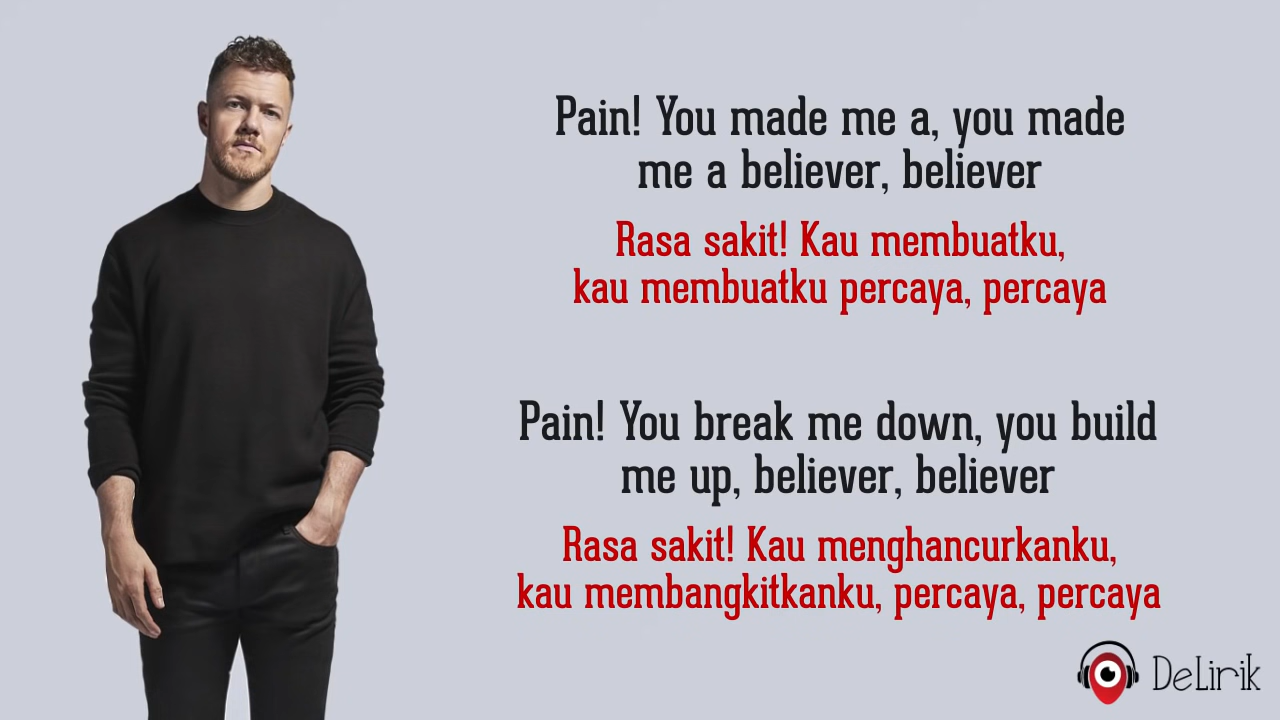 Pain! You made me a, you made
me a believer, believer
Rasa sakit! Kau membuatku,
kau membuatku percaya, percaya
Pain! You break me down, you build
me up, believer, believer
Rasa sakit! Kau menghancurkanku,
kau membangkitkanku, percaya, percaya
DeLirik